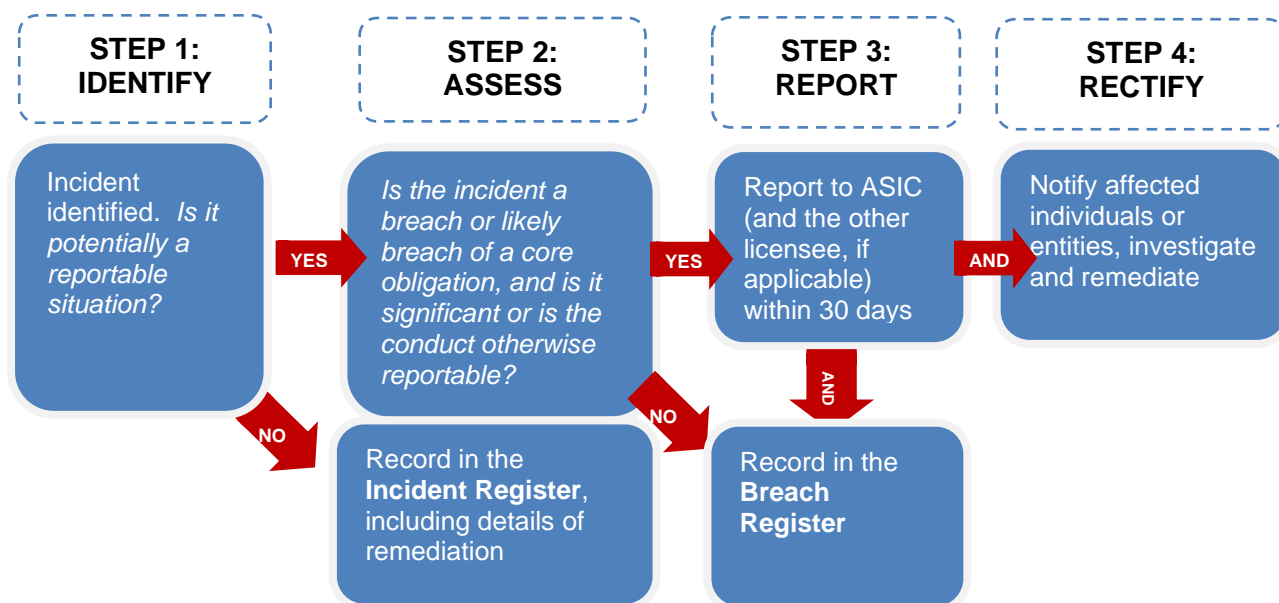 STEP 1:
IDENTIFY
STEP 2:
ASSESS
STEP 3:
REPORT
STEP 4:
RECTIFY
Incident
identified. Is it
potentially a
reportable
situation?
YES
Is the incident a
breach or likely
breach of a core
obligation, and is it
significant or is the
conduct otherwise
reportable?
YES
Report to ASIC
(and the other
licensee, if
applicable)
within 30 days
AND
Notify affected
individuals or
entities, investigate
and remediate
NO
Record in the
Incident Register,
including details of
remediation
NO
AND
Record in the
Breach
Register